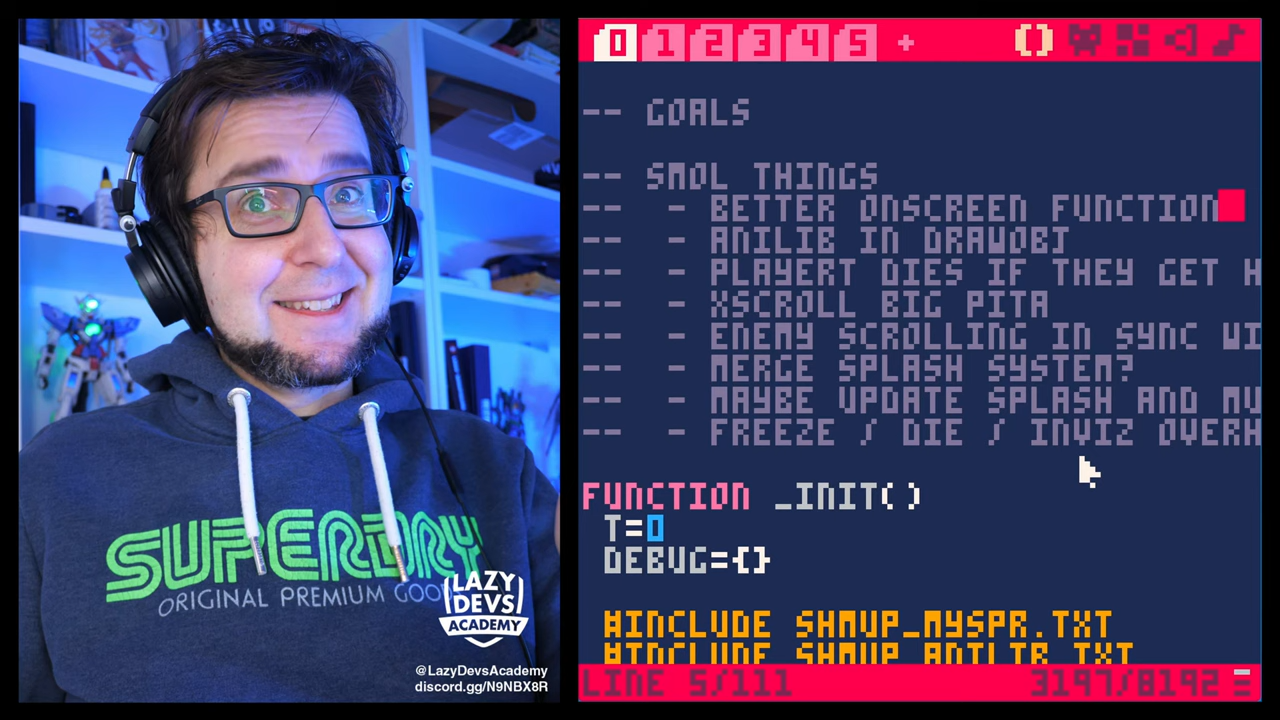 SUPERDRY
ORIGINAL PREMIUM GOO
LAZY
DEVS
ACADEMY
@LazyDevsAcademy
discord.gg/N9NBX8R
0 1 2 3 4 5 +
-- GOALS
-- SMOL THINGS
-- - BETTER ONSCREEN FUNCTION
-- - ANILIB IN DRAWOBJ
-- - PLAYERT DIES IF THEY GET H
-- - XSCROLL BIG PITA
-- - ENEMY SCROLLING IN SYNC WI
-- - MERGE SPLASH SYSTEM?
-- - MAYBE UPDATE SPLASH AND MU
-- - FREEZE / DIE / INVIZ OVERH
FUNCTION _INIT()
T=0
DEBUG={}
#INCLUDE SHMUP_MYSPR.TXT
#INCLUDE SHMUP_ANILIB.TXT
LINE 5/111
3197/8192